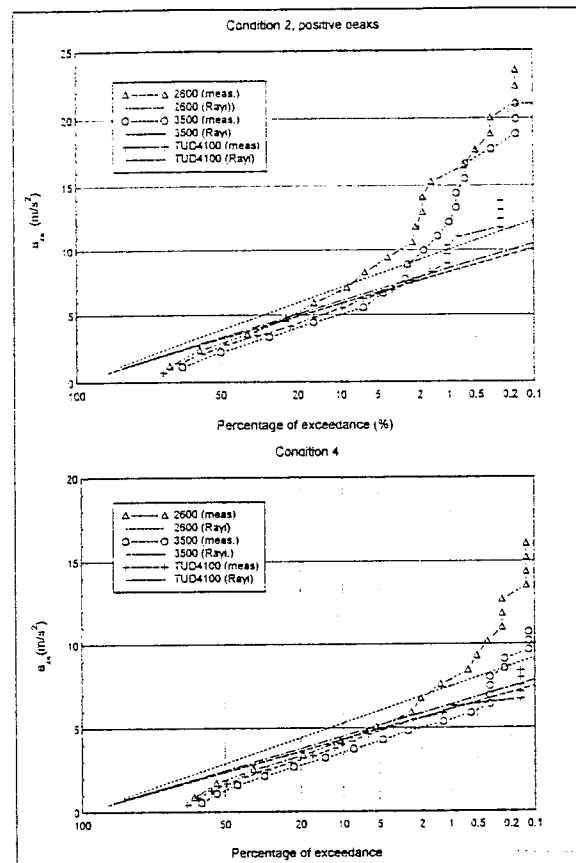 Condition 2, positive peaks
25
20
15
10
5
0
a (m/s²)
2600 (meas.)
2600 (Rayl)
3500 (meas.)
3500 (Rayl)
TUD4100 (meas)
TUD4100 (Rayl)
100 50 20 10 5 2 1 0.5 0.2 0.1
Percentage of exceedance (%)
Condition 4
20
15
10
5
0
a (m/s²)
2600 (meas)
2600 (Rayl)
3500 (meas.)
3500 (Rayl.)
TUD4100 (meas)
TUD4100 (Rayl)
100 50 20 10 5 2 1 0.5 0.2 0.1
Percentage of exceedance